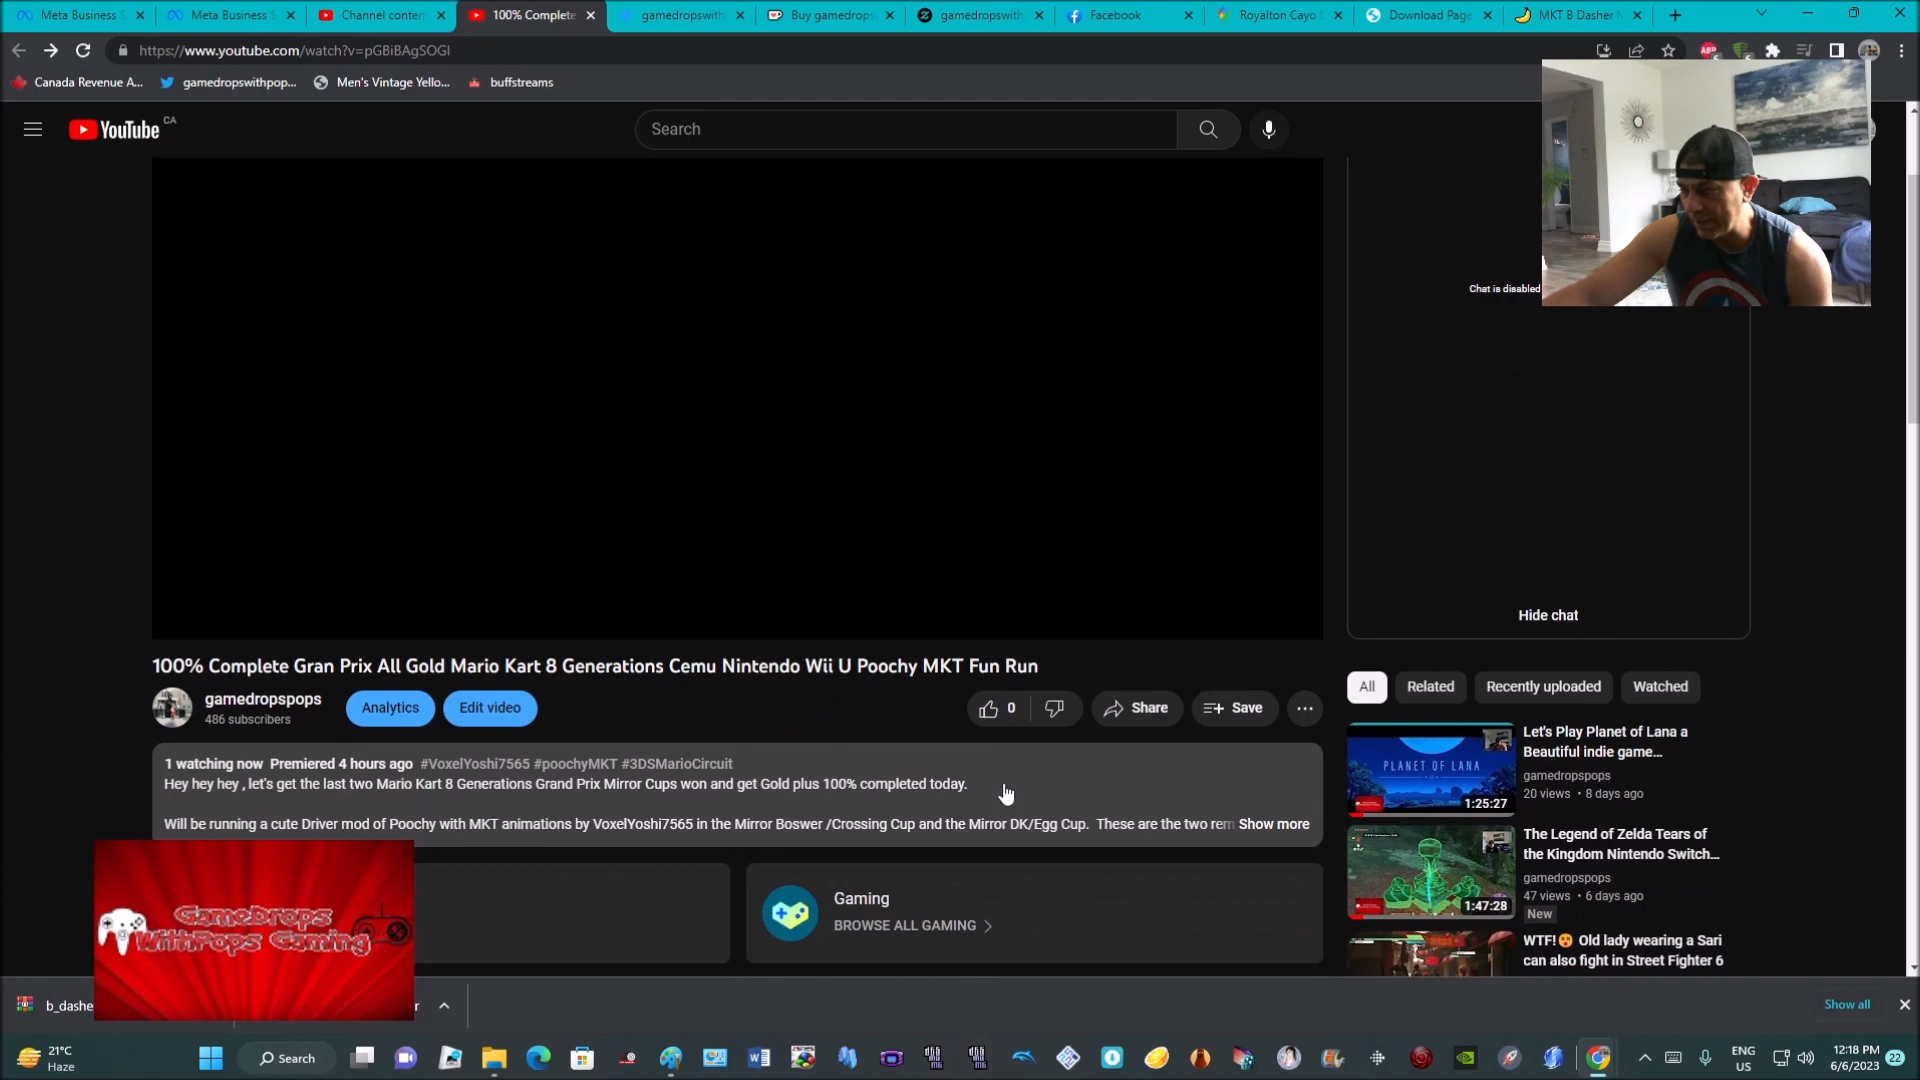 Meta Business S
Meta Business S
Channel conten
100% Complete
gamedropswith
Buy gamedrops
gamedropswith
Facebook
Royalton Cayo S
Download Page
MKT B Dasher M
https://www.youtube.com/watch?v=pGBiBAgSOGI
Canada Revenue A...
gamedropswithpop...
Men's Vintage Yello...
buffstreams
YouTube CA
Search
Chat is disabled
Hide chat
100% Complete Gran Prix All Gold Mario Kart 8 Generations Cemu Nintendo Wii U Poochy MKT Fun Run
gamedropspops
486 subscribers
Analytics
Edit video
0
Share
Save
1 watching now Premiered 4 hours ago #VoxelYoshi7565 #poochyMKT #3DSMarioCircuit
Hey hey hey , let's get the last two Mario Kart 8 Generations Grand Prix Mirror Cups won and get Gold plus 100% completed today.
Will be running a cute Driver mod of Poochy with MKT animations by VoxelYoshi7565 in the Mirror Boswer /Crossing Cup and the Mirror DK/Egg Cup. These are the two rem Show more
Gaming
BROWSE ALL GAMING
GameDrops
WithPops Gaming
All
Related
Recently uploaded
Watched
PLANET OF LANA
1:25:27
Let's Play Planet of Lana a
Beautiful indie game...
gamedropspops
20 views • 8 days ago
1:47:28
The Legend of Zelda Tears of
the Kingdom Nintendo Switch...
gamedropspops
47 views • 6 days ago
New
WTF!😲 Old lady wearing a Sari
can also fight in Street Fighter 6
b_dashe
r
Show all
21°C
Haze
Search
ENG
US
12:18 PM
6/6/2023
22